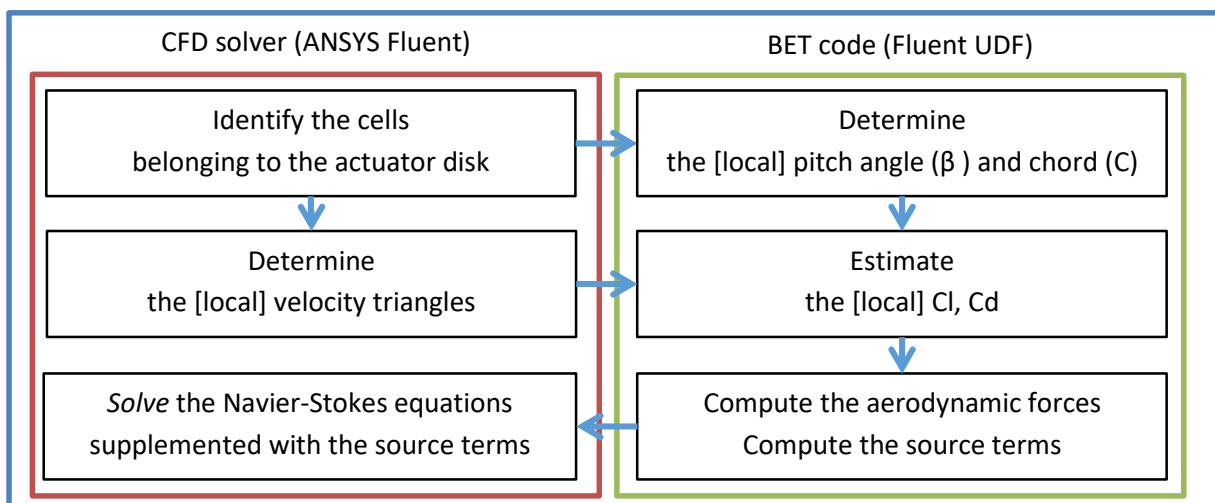 CFD solver (ANSYS Fluent)
BET code (Fluent UDF)
Identify the cells
belonging to the actuator disk
Determine
the [local] pitch angle (β ) and chord (C)
Determine
the [local] velocity triangles
Estimate
the [local] Cl, Cd
Solve the Navier-Stokes equations
supplemented with the source terms
Compute the aerodynamic forces
Compute the source terms